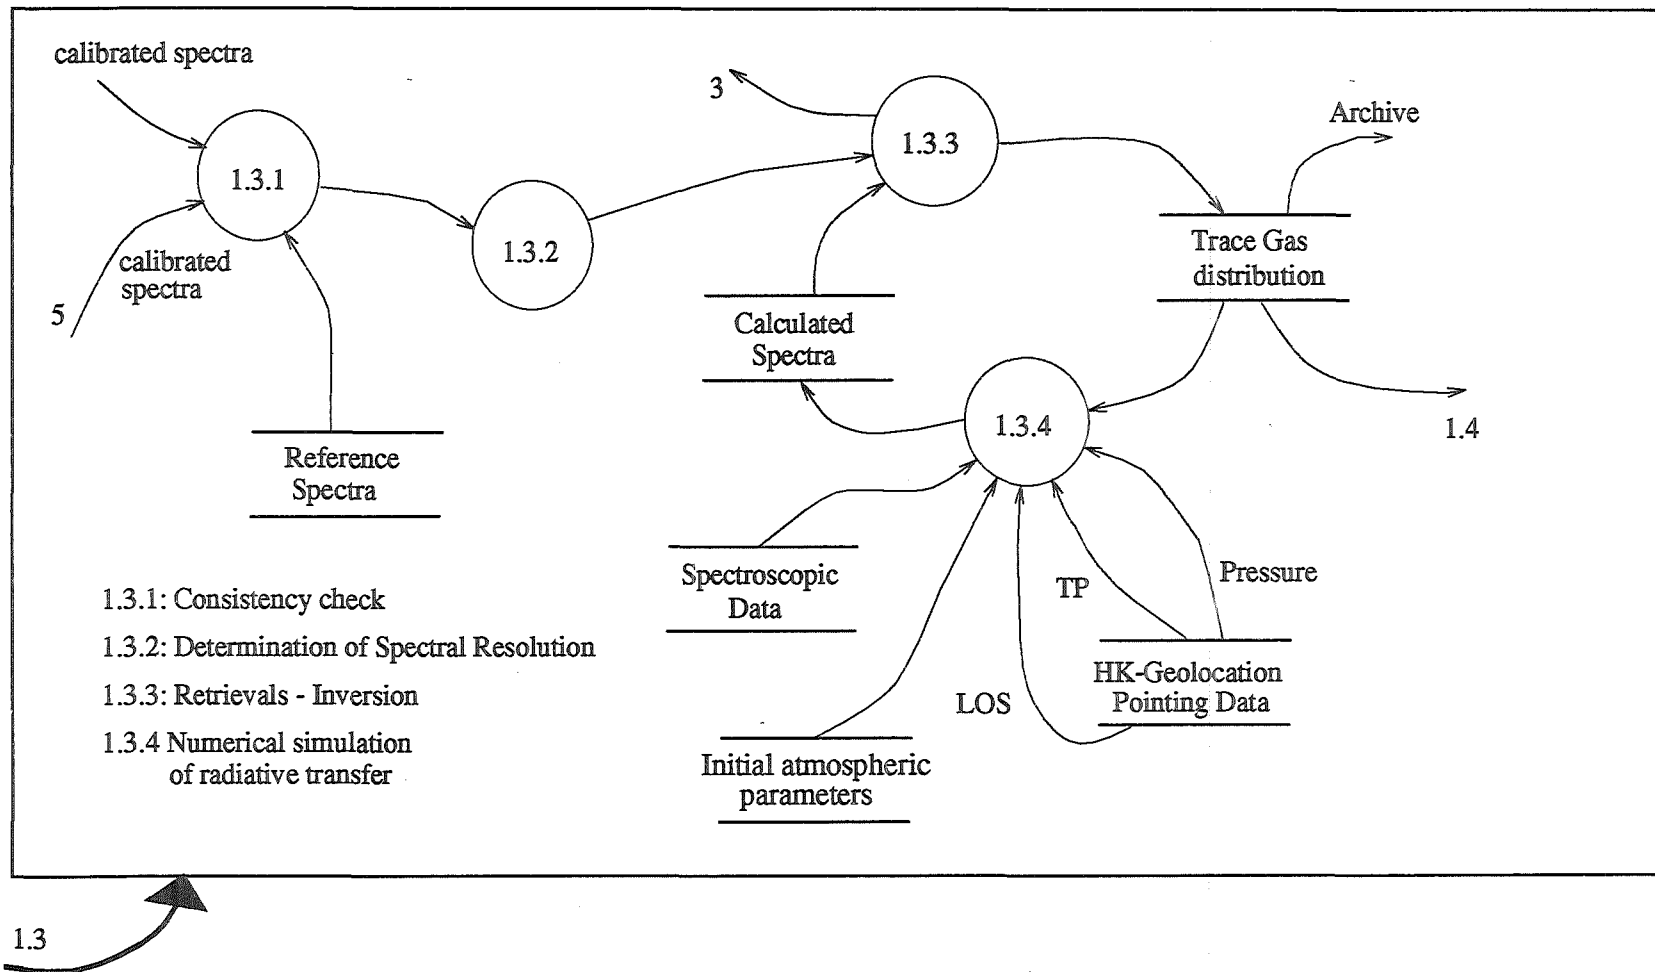 calibrated spectra
3
Archive
1.3.3
1.3.1
Trace Gas
distribution
1.3.2
calibrated
spectra
5
Calculated
Spectra
1.3.4
1.4
Reference
Spectra
Spectroscopic
Data
TP
Pressure
1.3.1: Consistency check
1.3.2: Determination of Spectral Resolution
1.3.3: Retrievals - Inversion
1.3.4 Numerical simulation
of radiative transfer
LOS
HK-Geolocation
Pointing Data
Initial atmospheric
parameters
1.3